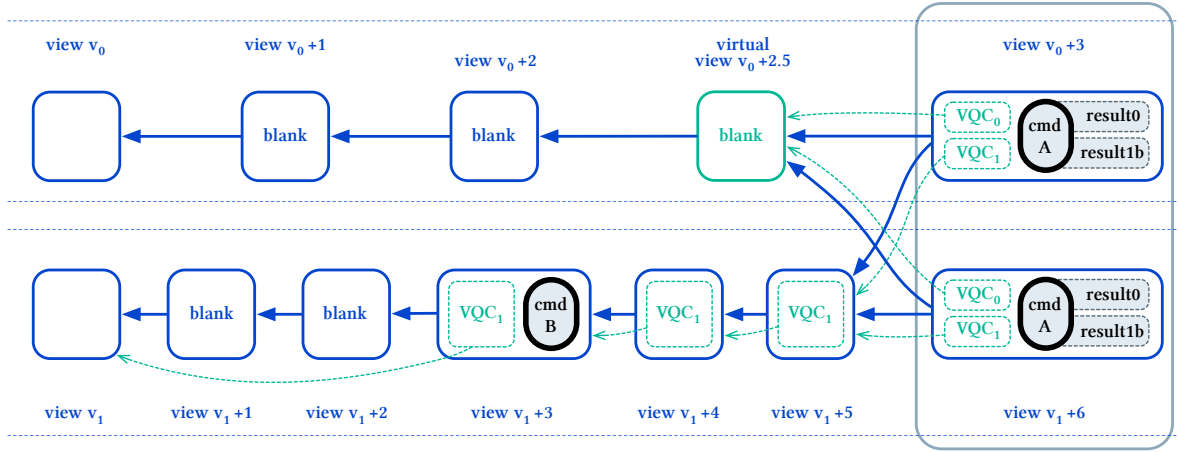 view v₀
view v₀+1
view v₀+2
virtual
view v₀+2.5
view v₀+3
blank
blank
blank
VQC₀
VQC₁
cmd
A
result0
result1b
blank
blank
VQC₁
cmd
B
VQC₁
VQC₁
VQC₀
VQC₁
cmd
A
result0
result1b
view v₁
view v₁+1
view v₁+2
view v₁+3
view v₁+4
view v₁+5
view v₁+6